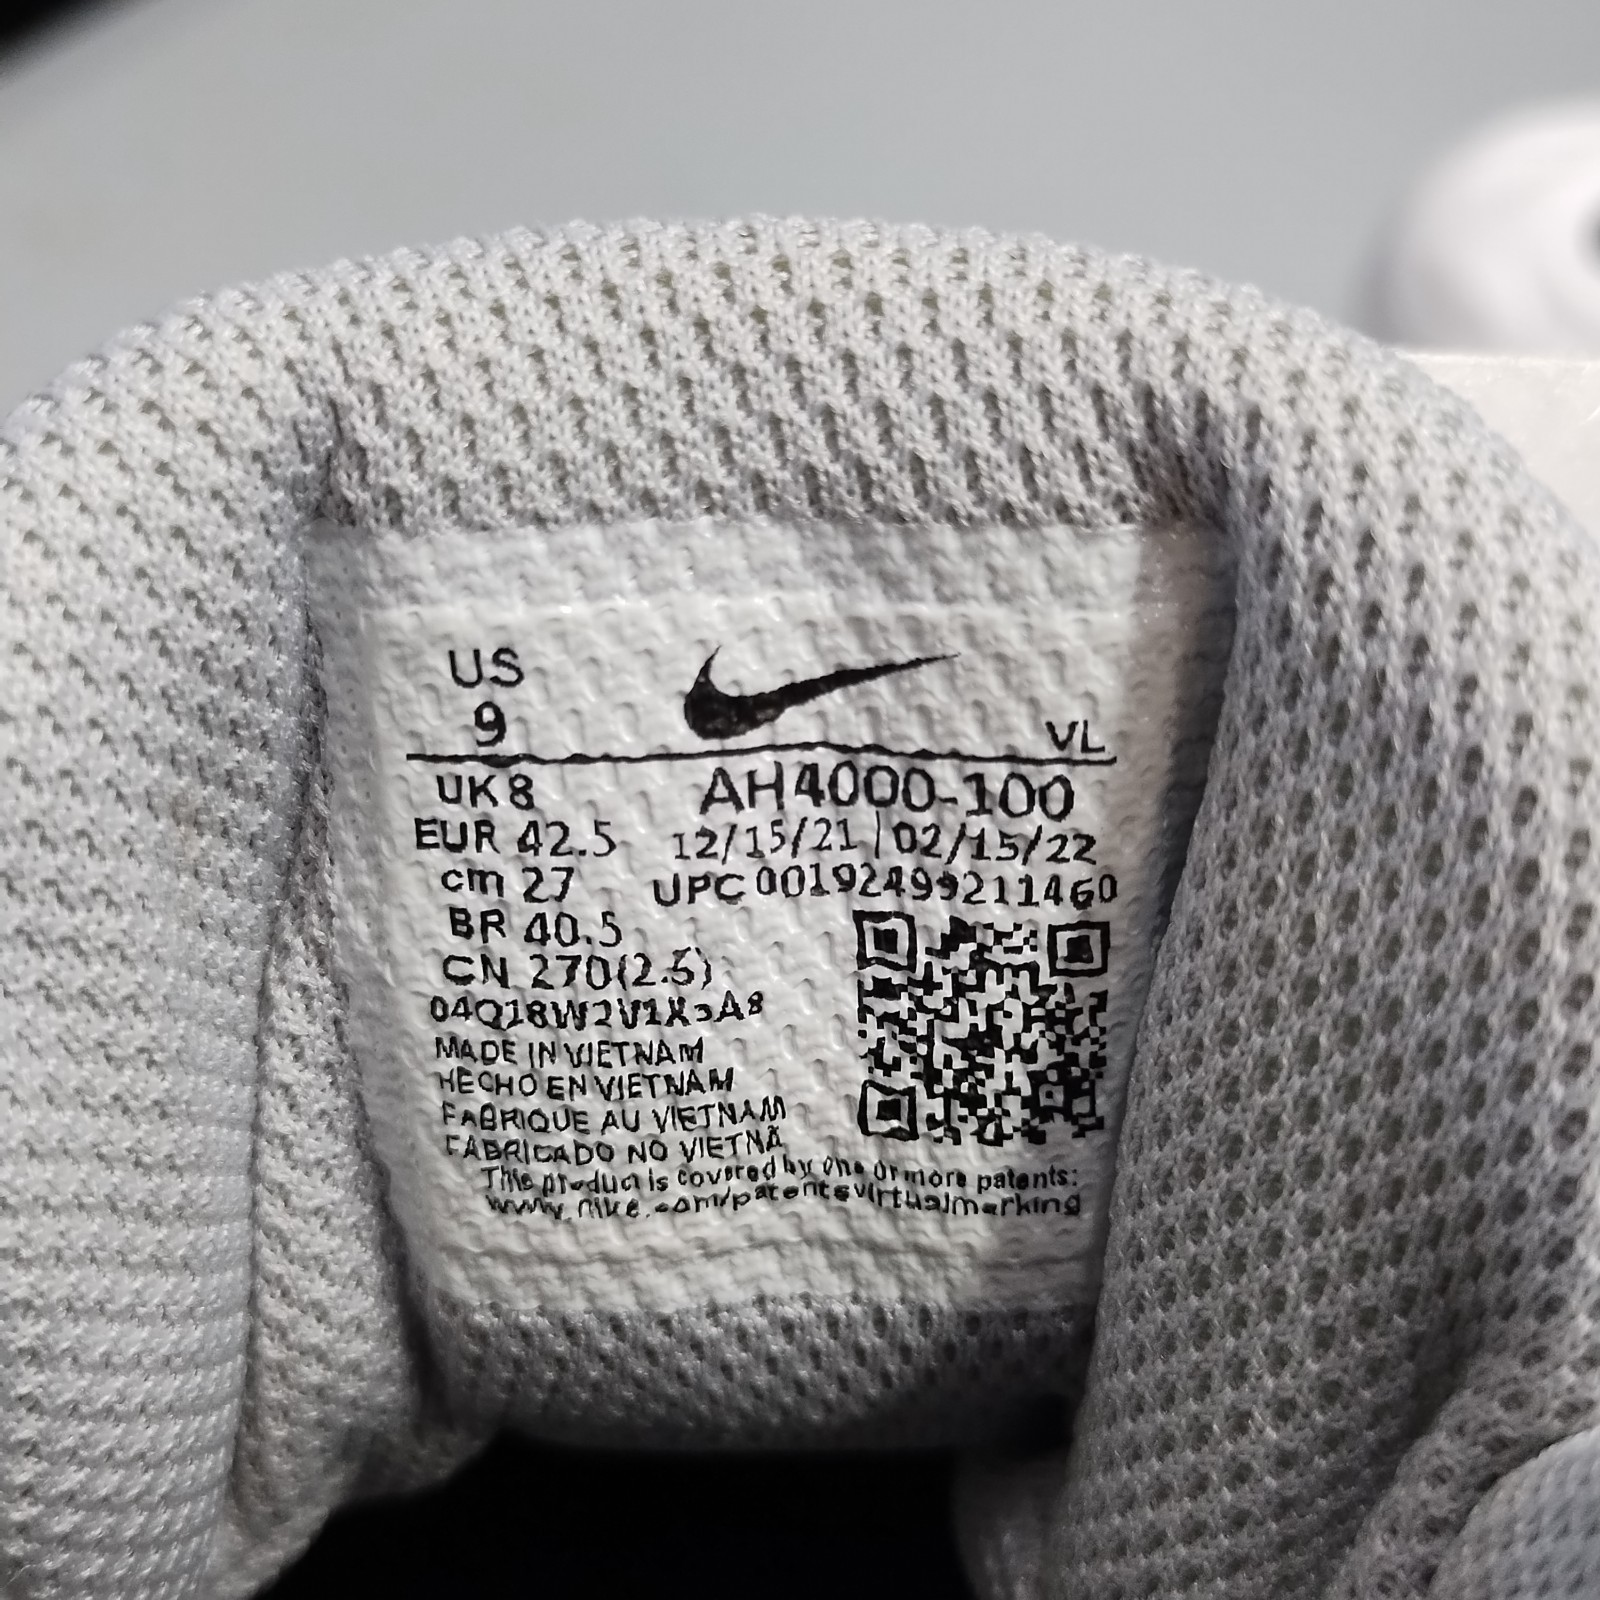 US
9
VL
UK 8
AH4000-100
EUR 42.5
12/15/21 | 02/15/22
cm 27
UPC 00192499211460
BR 40.5
CN 270(2.5)
MADE IN VIETNAM
HECHO EN VIETNAM
FABRIQUE AU VIETNAM
FABRICADO NO VIETNÃ
This product is covered by one or more patents:
www.nike.com/patentsvirtualmarking